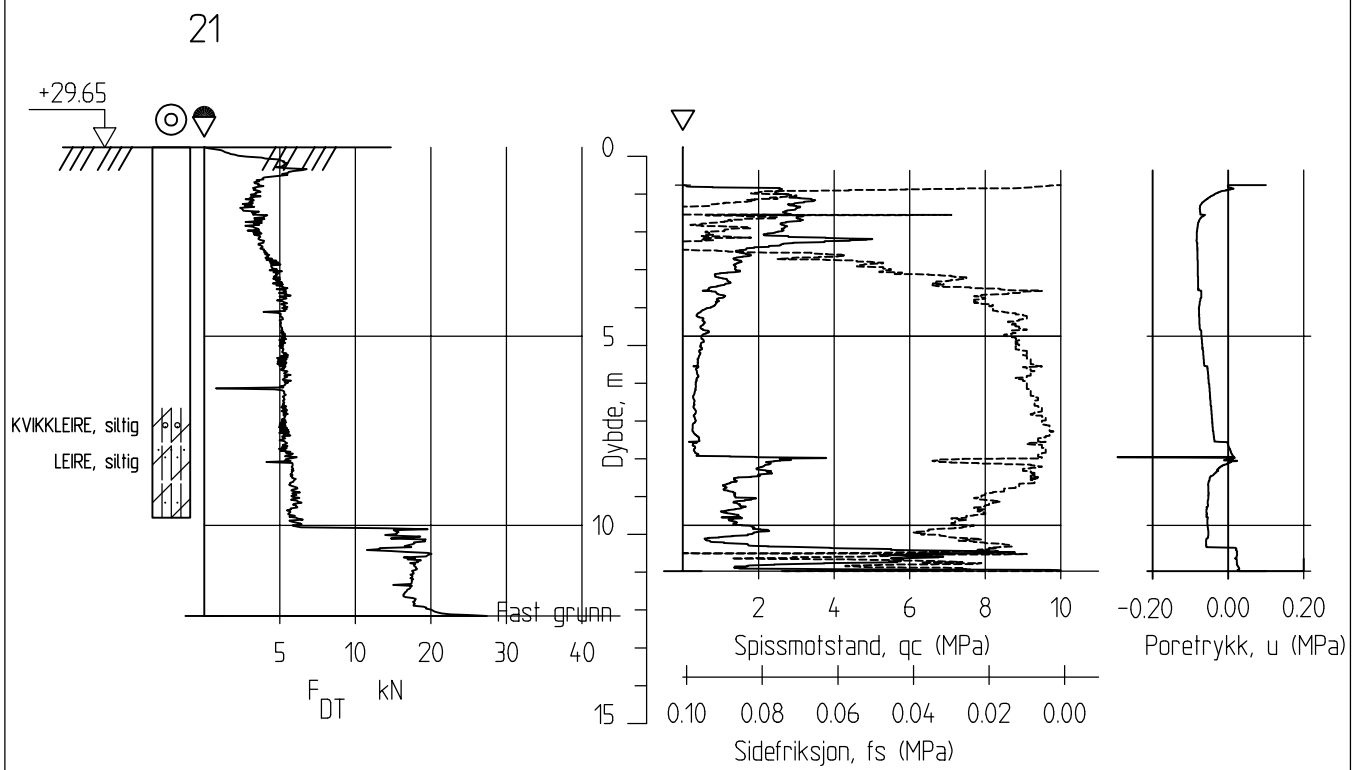 21
+29.65
0
5
10
15
Dybde, m
KVIKKLEIRE, siltig
LEIRE, siltig
Fast grunn
5 10 20 30 40
F_DT kN
2 4 6 8 10
Spissmotstand, qc (MPa)
0.10 0.08 0.06 0.04 0.02 0.00
Sidefriksjon, fs (MPa)
-0.20 0.00 0.20
Poretrykk, u (MPa)